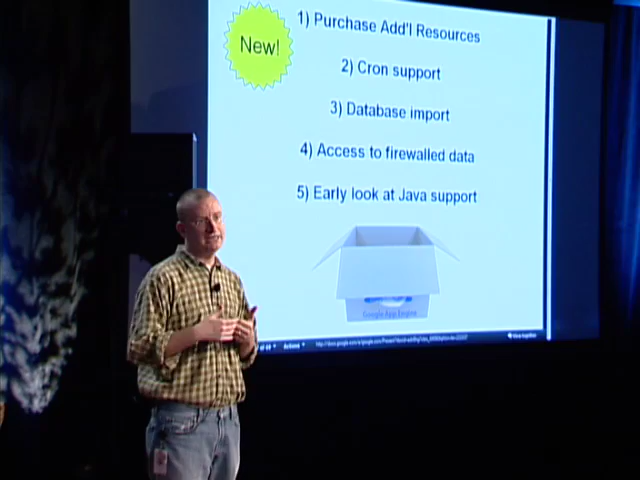 New!
1) Purchase Add'l Resources
2) Cron support
3) Database import
4) Access to firewalled data
5) Early look at Java support
Google App Engine
Actions